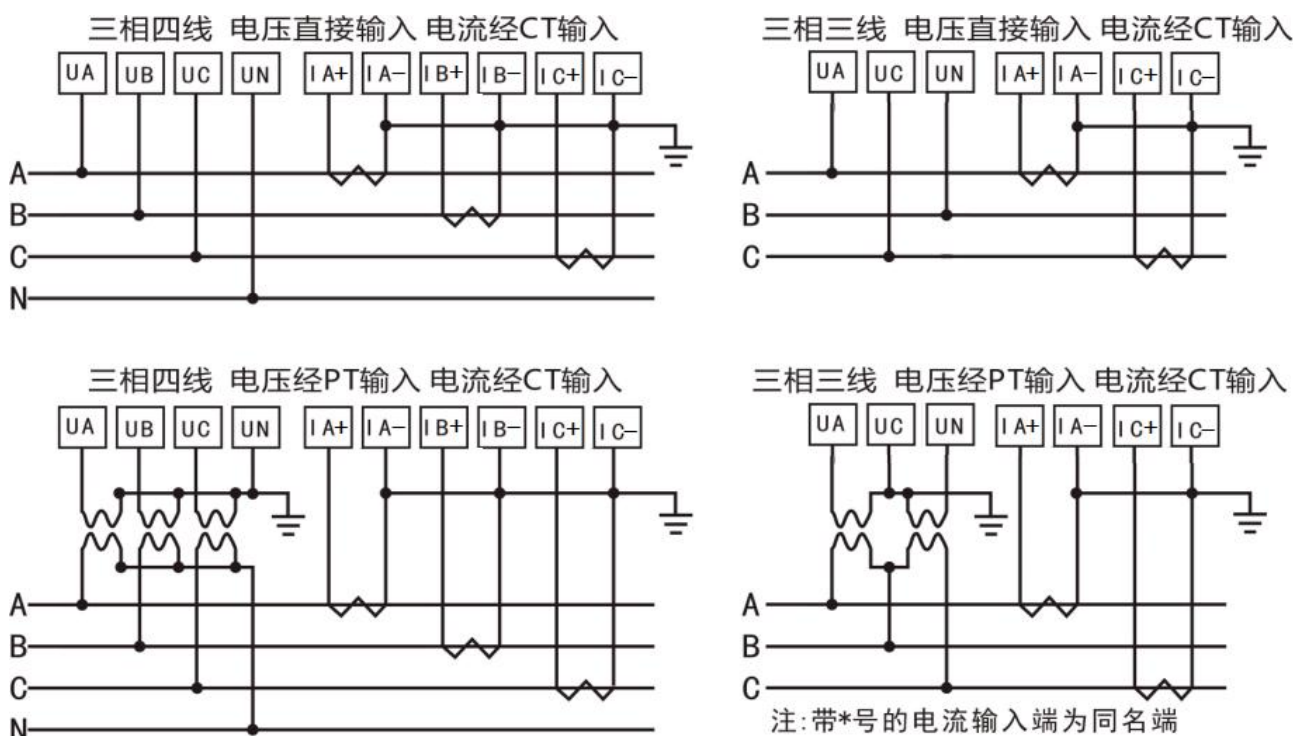 三相四线 电压直接输入 电流经CT输入
UA UB UC UN IA+ IA- IB+ IB- IC+ IC-
A
B
C
N
三相三线 电压直接输入 电流经CT输入
UA UC UN IA+ IA- IC+ IC-
A
B
C
三相四线 电压经PT输入 电流经CT输入
UA UB UC UN IA+ IA- IB+ IB- IC+ IC-
A
B
C
N
三相三线 电压经PT输入 电流经CT输入
UA UC UN IA+ IA- IC+ IC-
A
B
C
注:带*号的电流输入端为同名端